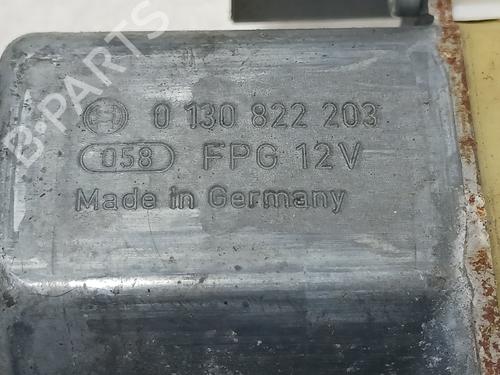 0 130 822 203
058 FPG 12V
Made in Germany
B-PARTS